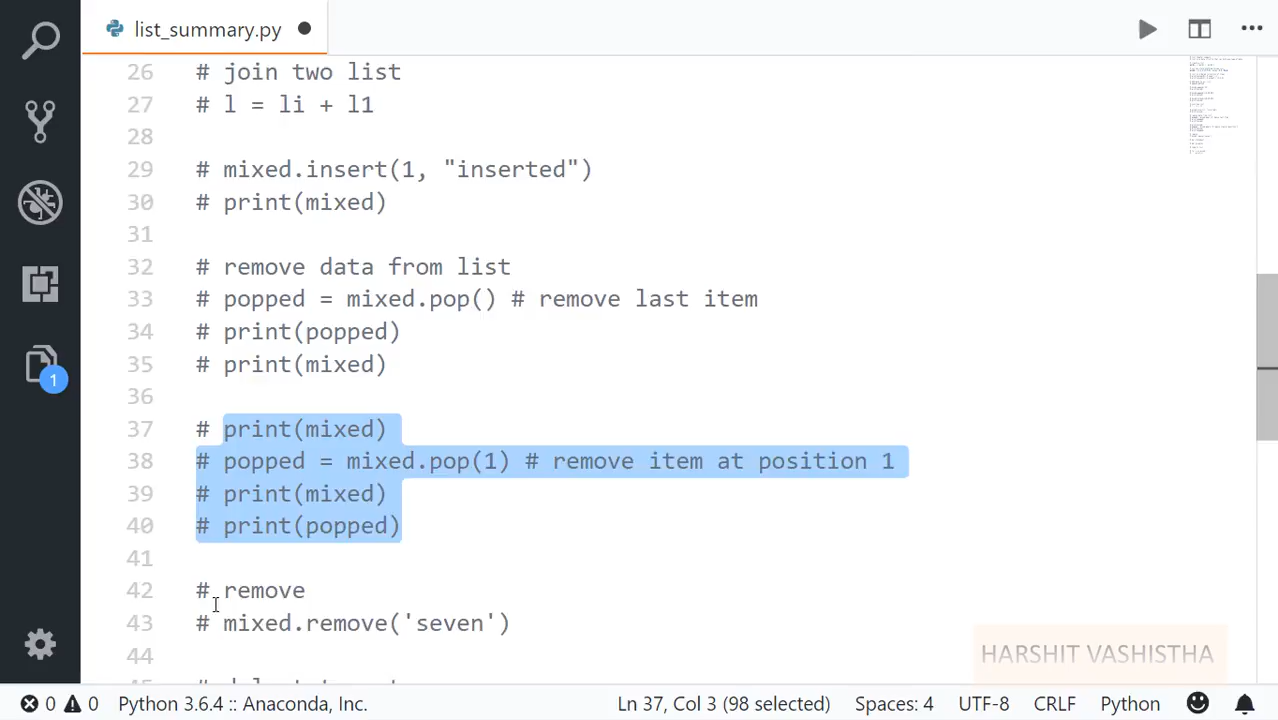 list_summary.py
26 # join two list
27 # l = li + l1
28
29 # mixed.insert(1, "inserted")
30 # print(mixed)
31
32 # remove data from list
33 # popped = mixed.pop() # remove last item
34 # print(popped)
35 # print(mixed)
36
37 # print(mixed)
38 # popped = mixed.pop(1) # remove item at position 1
39 # print(mixed)
40 # print(popped)
41
42 # remove
43 # mixed.remove('seven')
44
1
HARSHIT VASHISTHA
0 0 Python 3.6.4 :: Anaconda, Inc. Ln 37, Col 3 (98 selected) Spaces: 4 UTF-8 CRLF Python